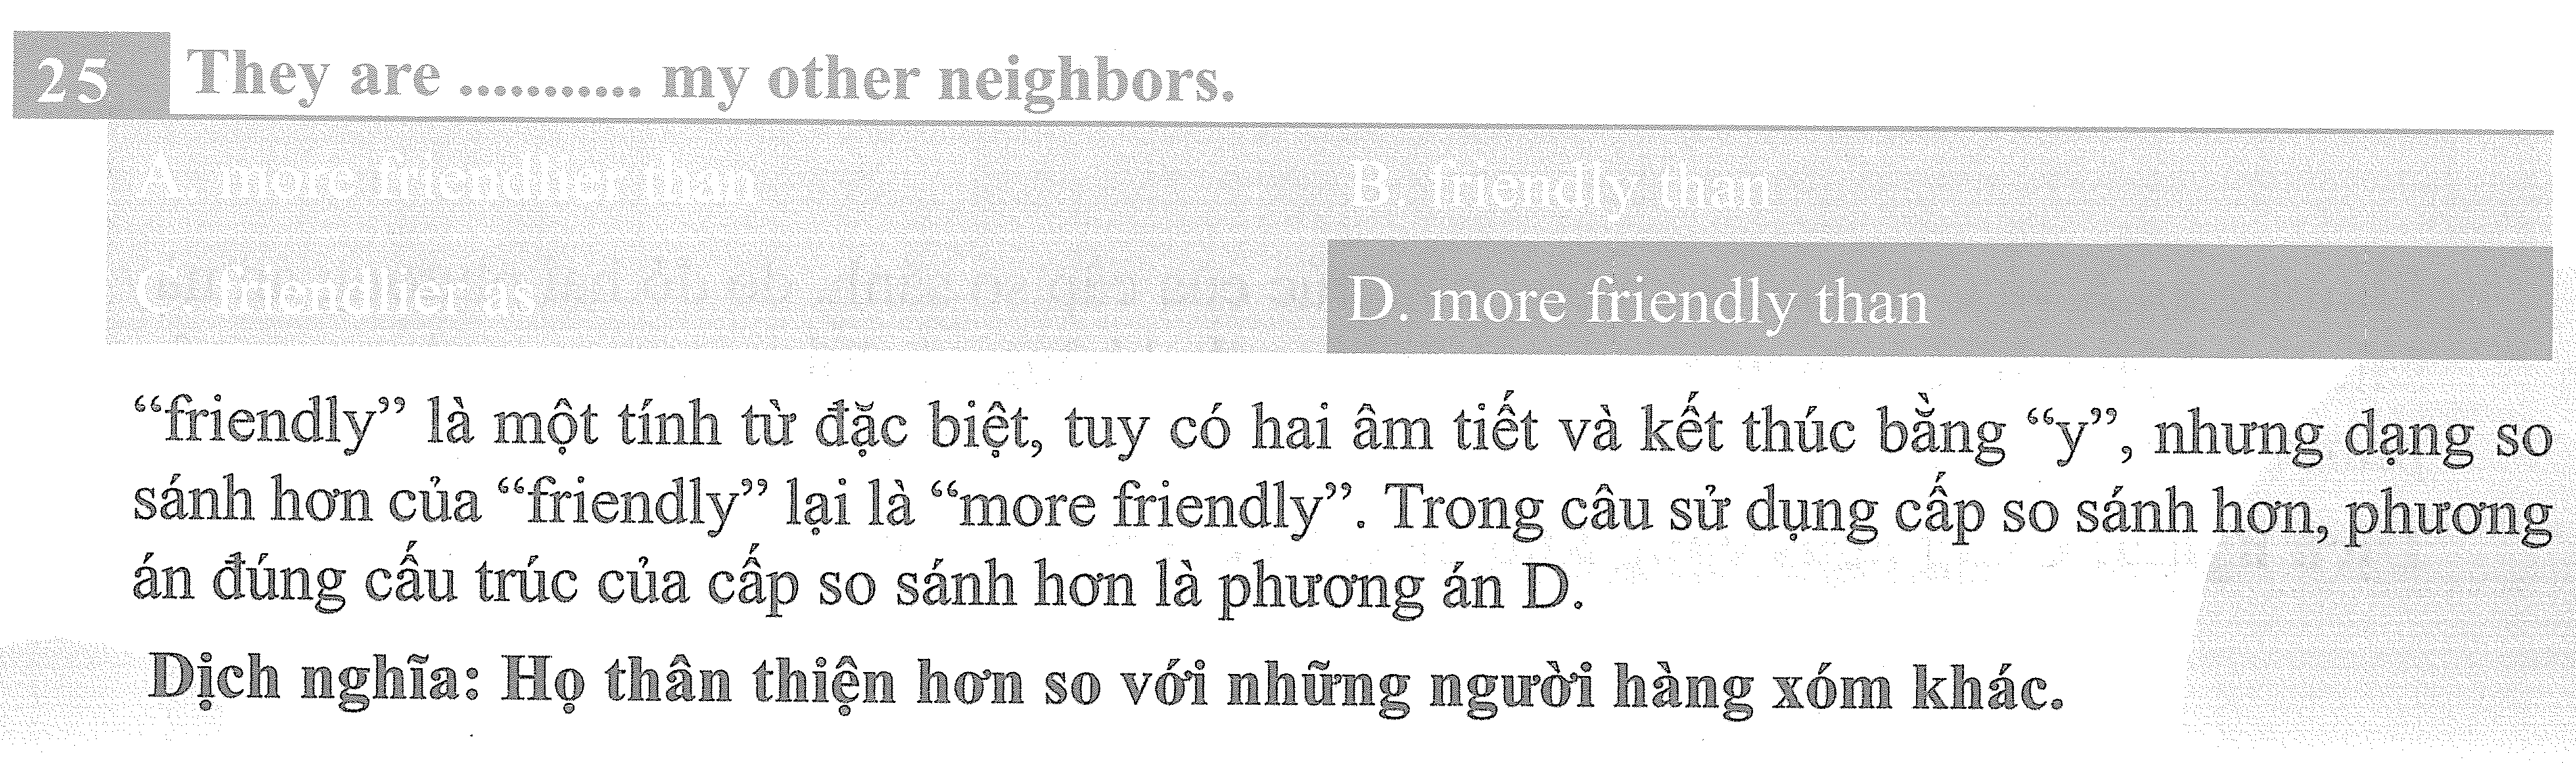 25 They are ........... my other neighbors.
A. more friendlier than B. friendly than
C. friendlier as D. more friendly than
“friendly” là một tính từ đặc biệt, tuy có hai âm tiết và kết thúc bằng “y”, nhưng dạng so
sánh hơn của “friendly” lại là “more friendly”. Trong câu sử dụng cấp so sánh hơn, phương
án đúng cấu trúc của cấp so sánh hơn là phương án D.
Dịch nghĩa: Họ thân thiện hơn so với những người hàng xóm khác.